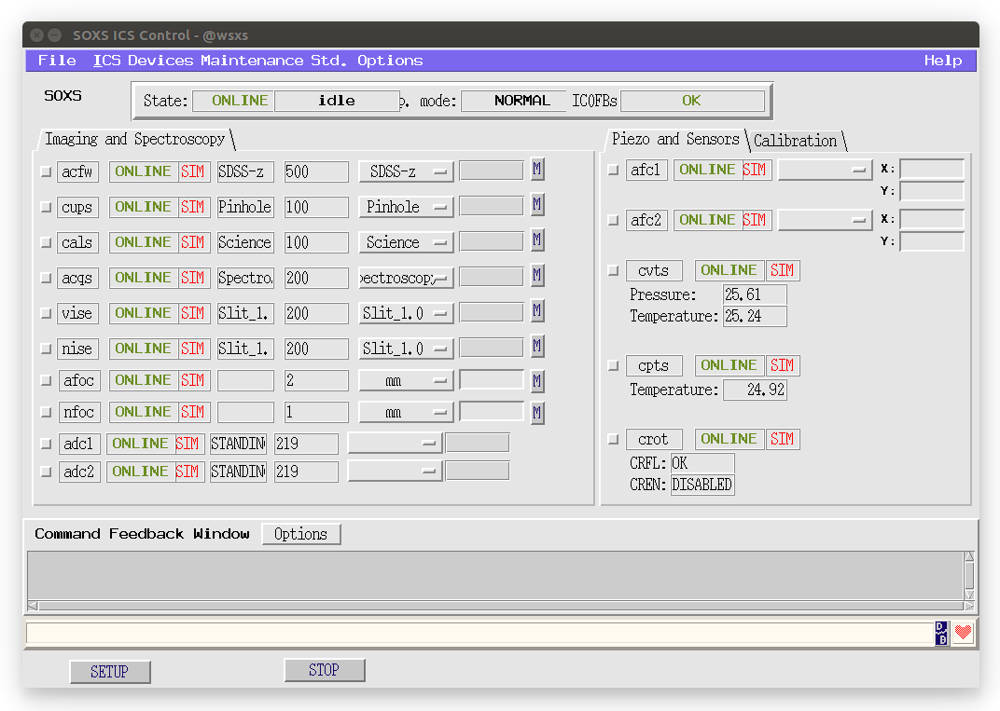 SOXS ICS Control - @wsxs
File ICS Devices Maintenance Std. Options Help
SOXS State: ONLINE idle p. mode: NORMAL ICOFBs OK
Imaging and Spectroscopy
acfw ONLINE SIM SDSS-z 500 SDSS-z M
cups ONLINE SIM Pinhole 100 Pinhole M
cals ONLINE SIM Science 100 Science M
acqs ONLINE SIM Spectro. 200 pectroscopy M
vise ONLINE SIM Slit_1. 200 Slit_1.0 M
nise ONLINE SIM Slit_1. 200 Slit_1.0 M
afoc ONLINE SIM 2 mm M
nfoc ONLINE SIM 1 mm M
adc1 ONLINE SIM STANDING 219
adc2 ONLINE SIM STANDING 219
Piezo and Sensors Calibration
afc1 ONLINE SIM X:
Y:
afc2 ONLINE SIM X:
Y:
cvts ONLINE SIM
Pressure: 25.61
Temperature: 25.24
cpts ONLINE SIM
Temperature: 24.92
crot ONLINE SIM
CRFL: OK
CREN: DISABLED
Command Feedback Window Options
D
B
SETUP STOP